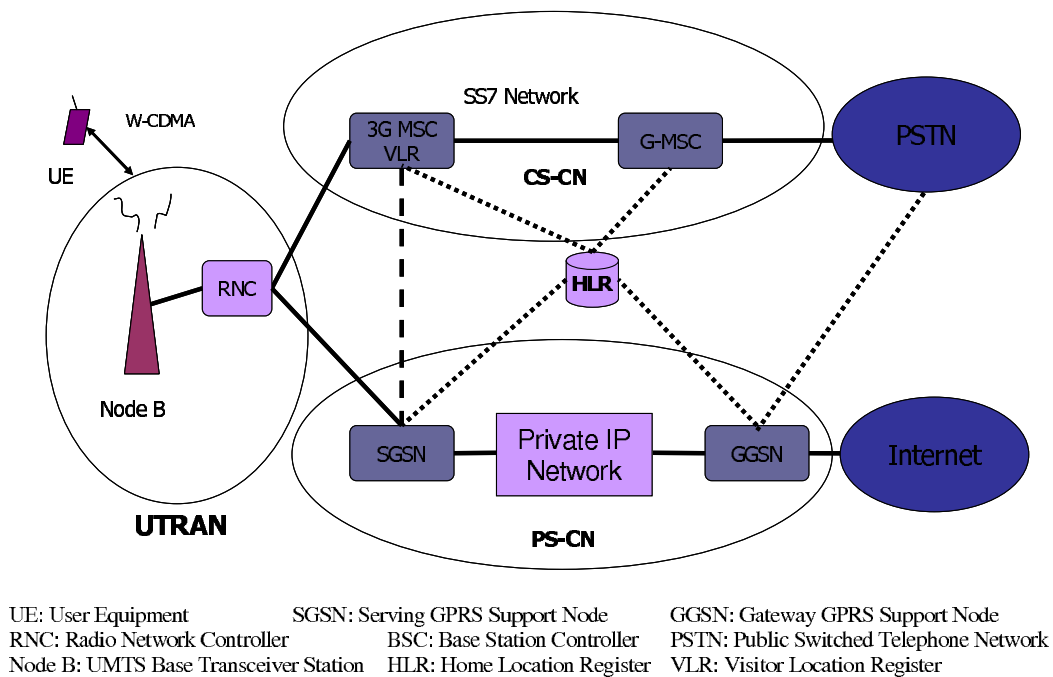 SS7 Network
W-CDMA
3G MSC
VLR
G-MSC
PSTN
UE
CS-CN
RNC
HLR
Node B
Private IP
Network
SGSN
GGSN
Internet
UTRAN
PS-CN
UE: User Equipment SGSN: Serving GPRS Support Node GGSN: Gateway GPRS Support Node
RNC: Radio Network Controller BSC: Base Station Controller PSTN: Public Switched Telephone Network
Node B: UMTS Base Transceiver Station HLR: Home Location Register VLR: Visitor Location Register